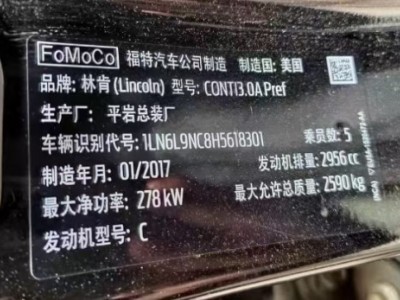 FoMoCo 福特汽车公司制造 制造国: 美国
品牌: 林肯(Lincoln) 型号: CONTI3.0A Pref
生产厂: 平岩总装厂
车辆识别代号: 1LN6L9NC8H5618301 乘员数: 5
制造年月: 01/2017 发动机排量: 2956 cc
最大净功率: 278 kW 最大允许总质量: 2590 kg
发动机型号: C